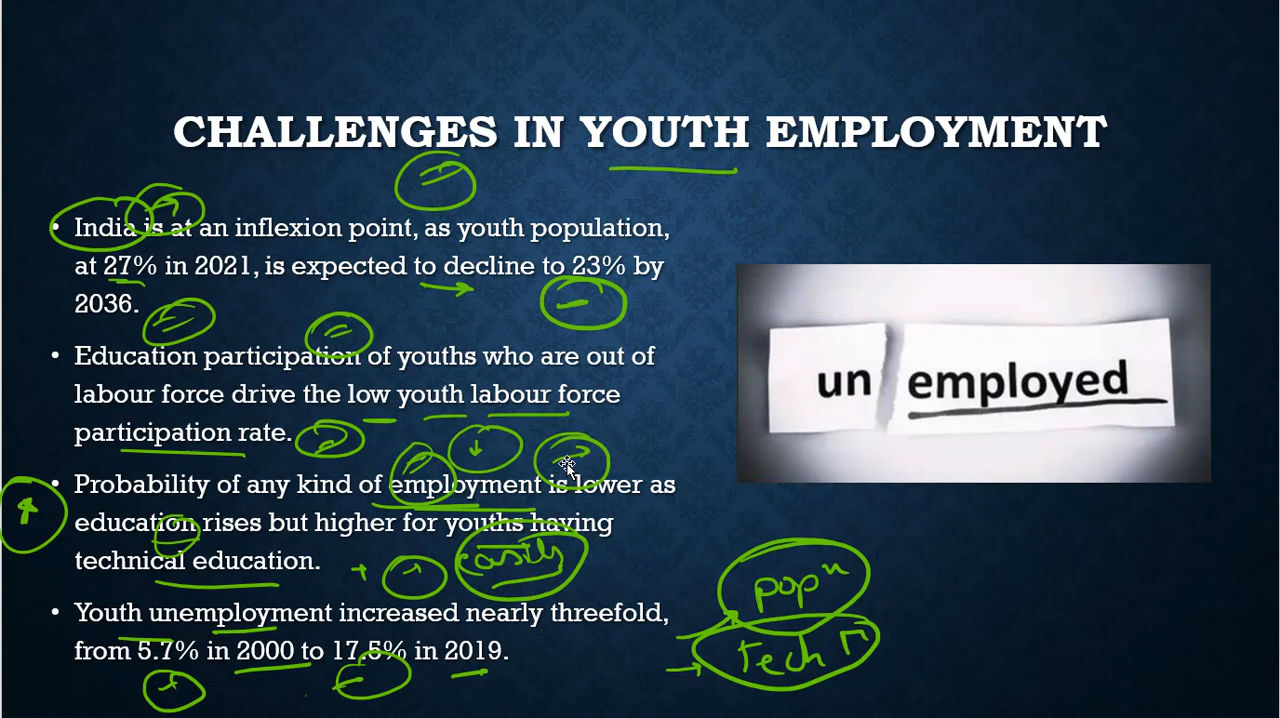 CHALLENGES IN YOUTH EMPLOYMENT
• India is at an inflexion point, as youth population,
at 27% in 2021, is expected to decline to 23% by
2036.
• Education participation of youths who are out of
labour force drive the low youth labour force
participation rate.
• Probability of any kind of employment is lower as
education rises but higher for youths having
technical education.
• Youth unemployment increased nearly threefold,
from 5.7% in 2000 to 17.5% in 2019.
un employed
easily
popn
Tech